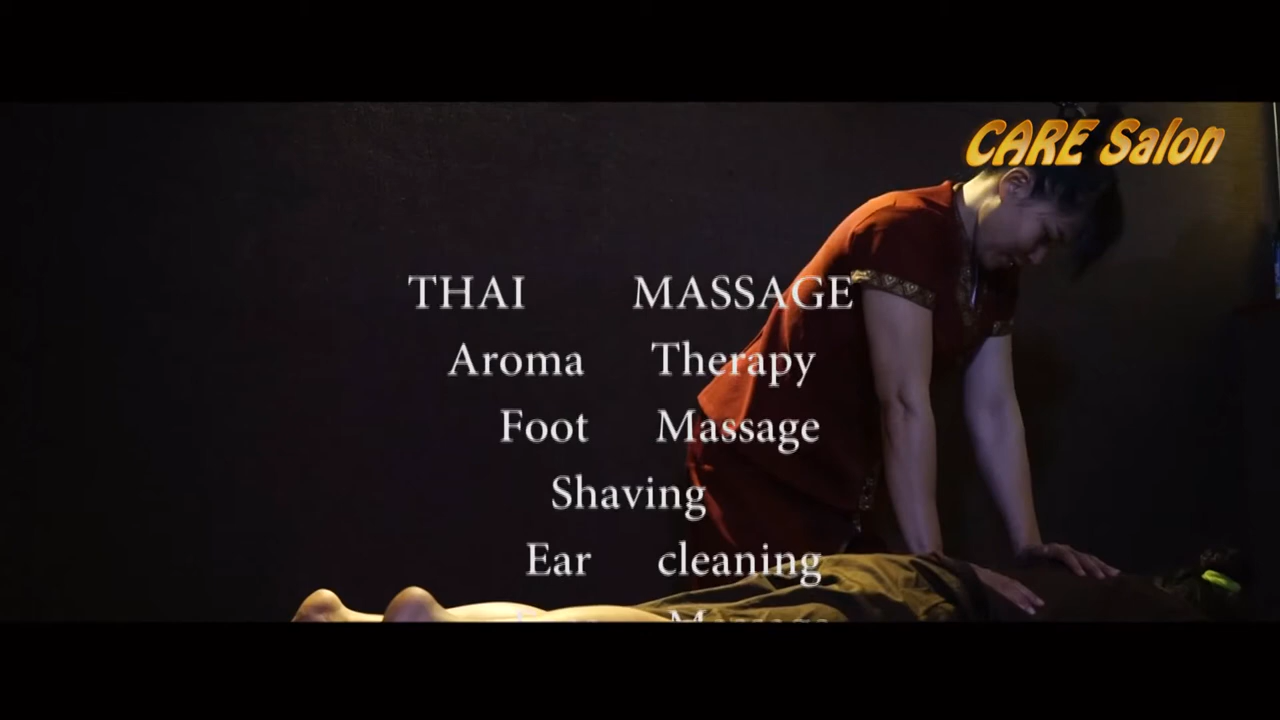 CARE Salon
THAI MASSAGE
Aroma Therapy
Foot Massage
Shaving
Ear cleaning